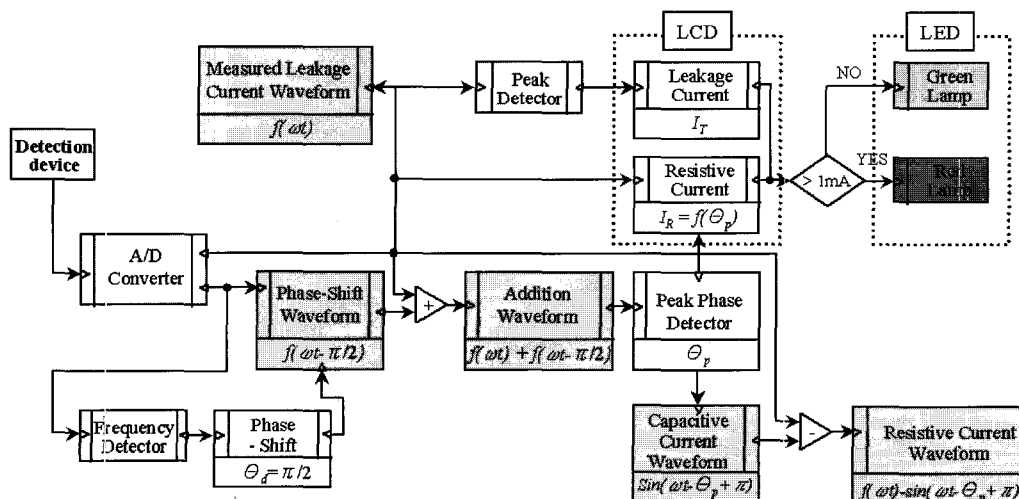 LCD
LED
Measured Leakage
Current Waveform
f(ωt)
Peak
Detector
Leakage
Current
I_T
NO
Green
Lamp
Detection
device
Resistive
Current
I_R = f(Θ_p)
> 1mA
YES
Red
Lamp
A/D
Converter
Phase-Shift
Waveform
f(ωt-π/2)
+
Addition
Waveform
f(ωt) + f(ωt-π/2)
Peak Phase
Detector
Θ_p
Frequency
Detector
Phase
- Shift
Θ_d=π/2
Capacitive
Current
Waveform
Sin(ωt-Θ_p+π)
-
Resistive Current
Waveform
f(ωt)-sin(ωt-Θ_p+π)